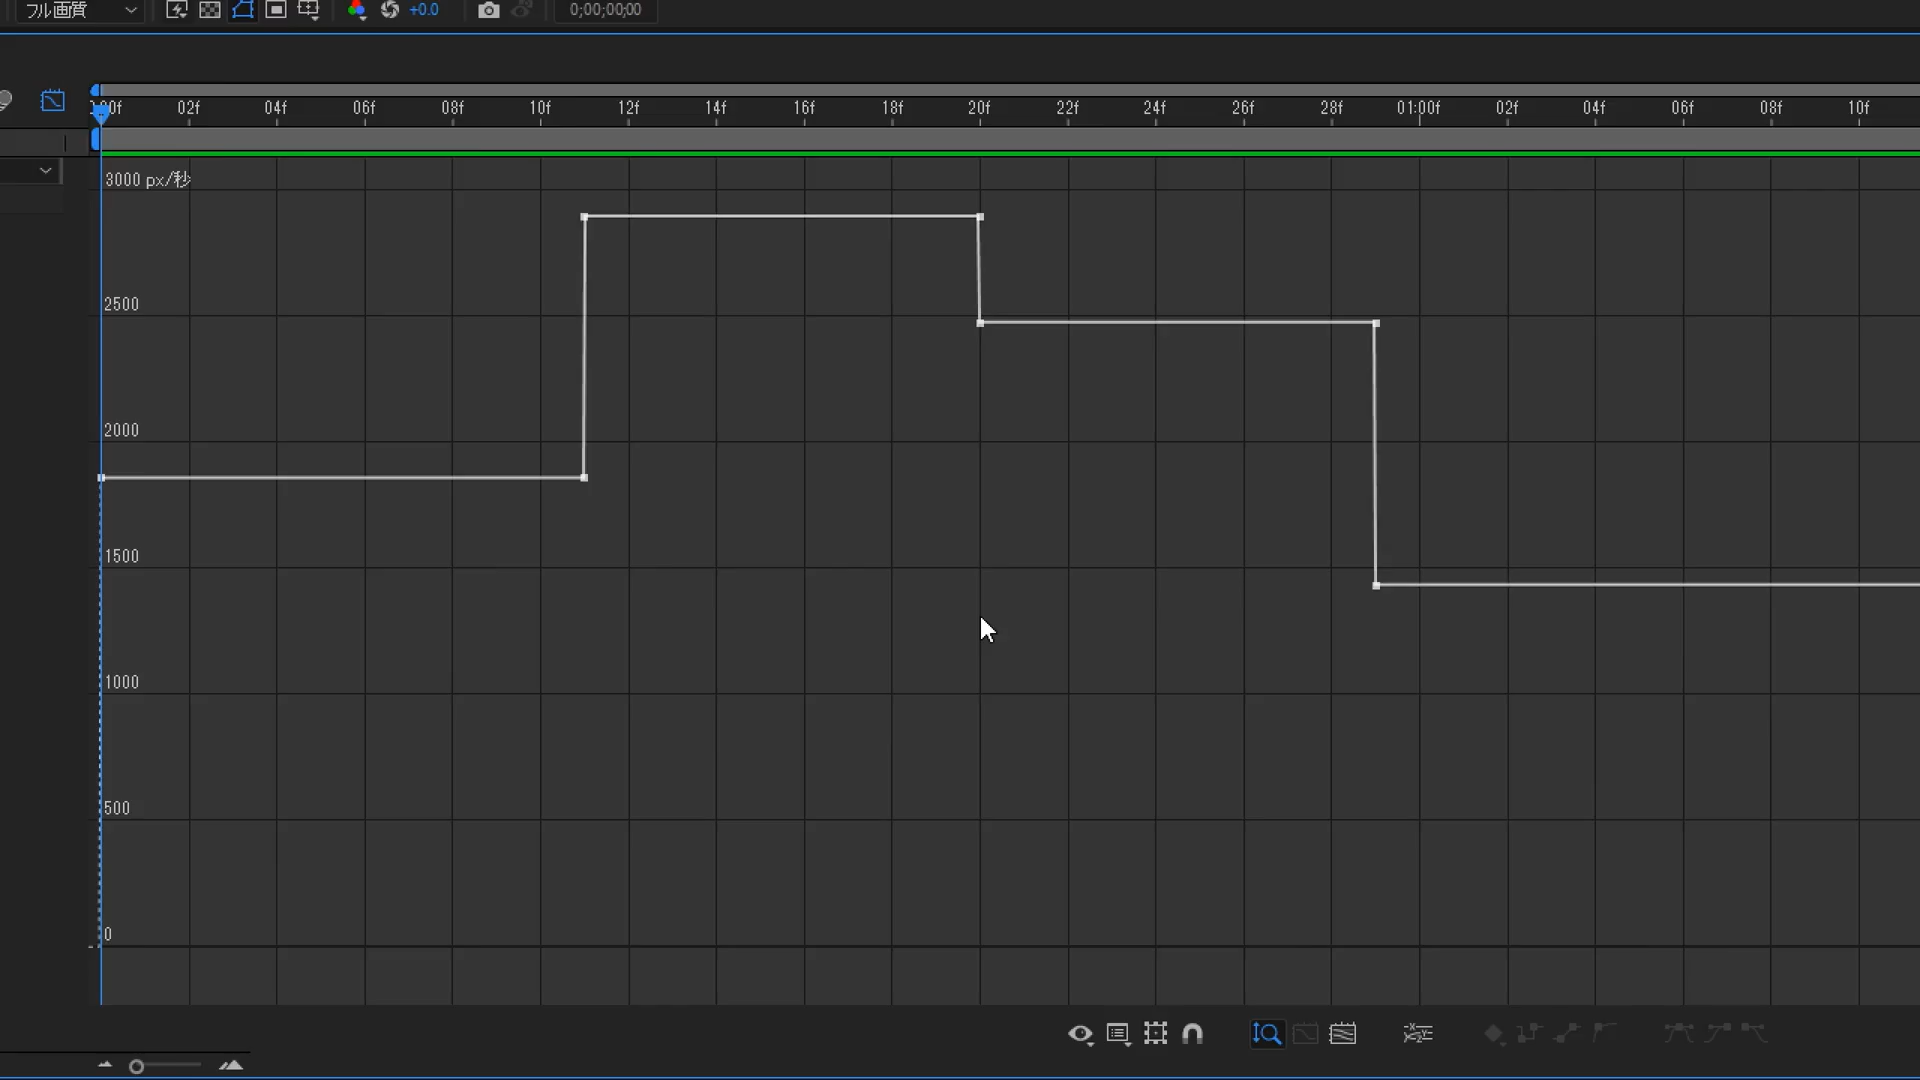 フル画質 +0.0 0;00;00;00
00f 02f 04f 06f 08f 10f 12f 14f 16f 18f 20f 22f 24f 26f 28f 01:00f 02f 04f 06f 08f 10f
3000 px/秒
2500
2000
1500
1000
500
0